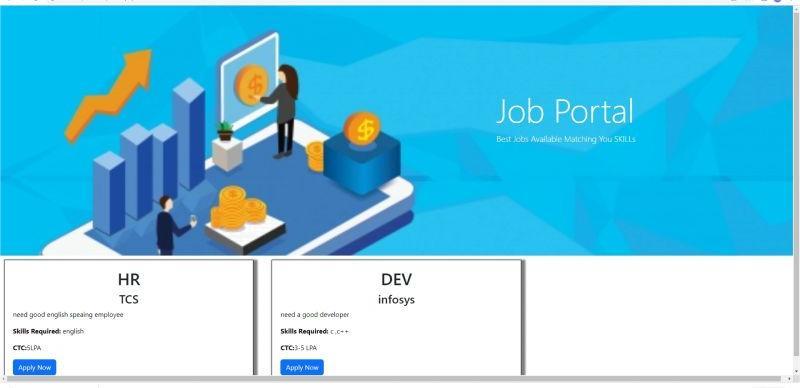 Job Portal
Best Jobs Available Matching You SKILLs
HR
TCS
need good english speaing employee
Skills Required: english
CTC:5LPA
Apply Now
DEV
infosys
need a good developer
Skills Required: c ,c++
CTC:3-5 LPA
Apply Now